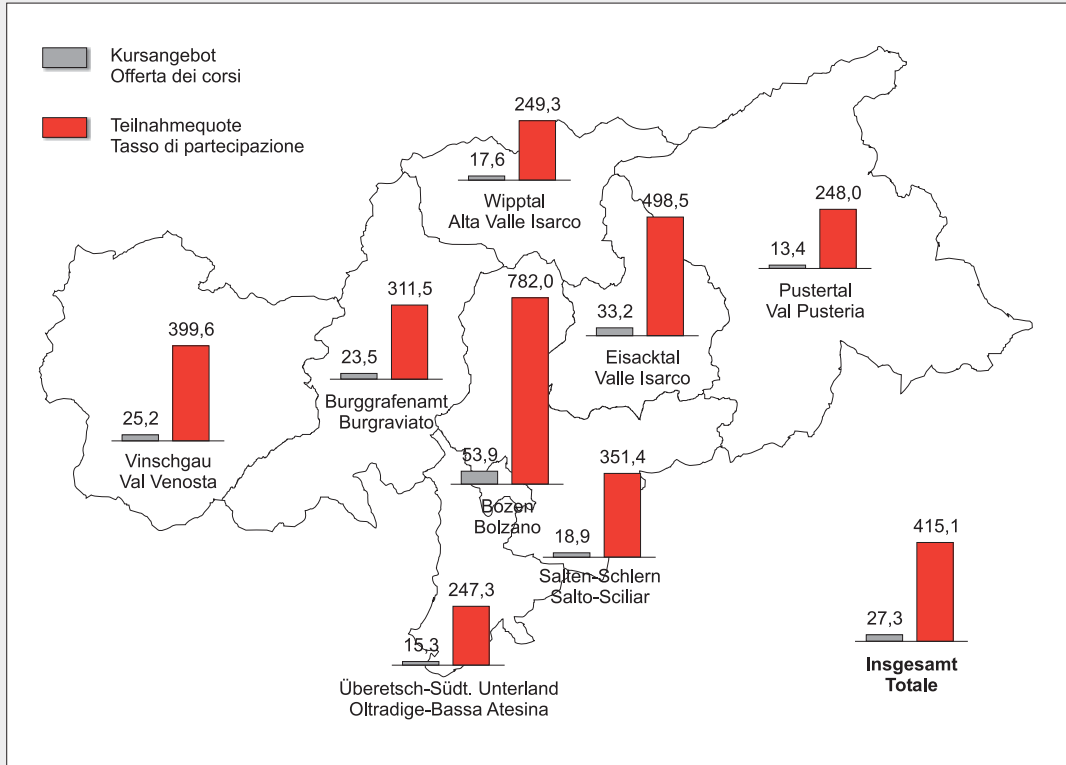 Kursangebot
Offerta dei corsi
Teilnahmequote
Tasso di partecipazione
249,3
17,6
Wipptal
Alta Valle Isarco
498,5
33,2
Eisacktal
Valle Isarco
248,0
13,4
Pustertal
Val Pusteria
782,0
53,9
Bozen
Bolzano
311,5
23,5
Burggrafenamt
Burgraviato
399,6
25,2
Vinschgau
Val Venosta
351,4
18,9
Salten-Schlern
Salto-Sciliar
247,3
15,3
Überetsch-Südt. Unterland
Oltradige-Bassa Atesina
415,1
27,3
Insgesamt
Totale